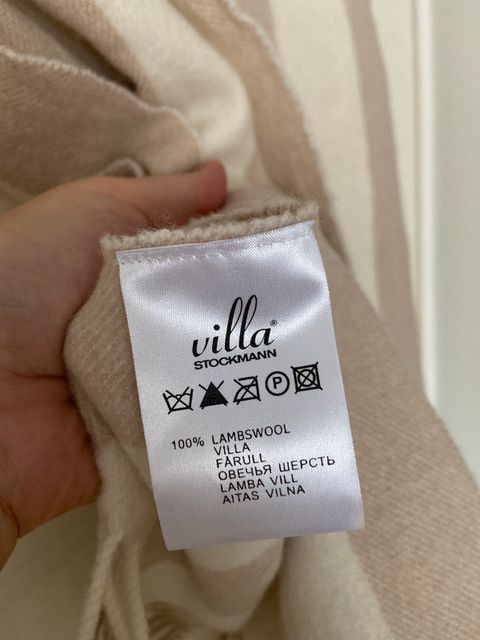 villa®
STOCKMANN
P
100% LAMBSWOOL
VILLA
FÅRULL
ОВЕЧЬЯ ШЕРСТЬ
LAMBA VILL
AITAS VILNA